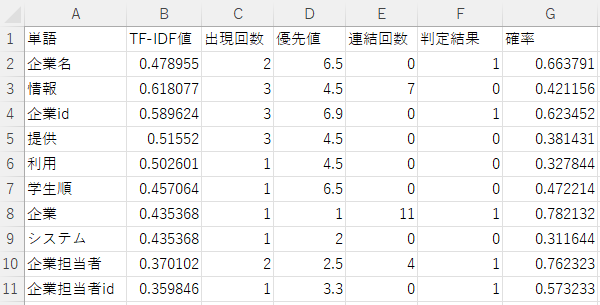 A B C D E F G
1 単語 TF-IDF値 出現回数 優先値 連結回数 判定結果 確率
2 企業名 0.478955 2 6.5 0 1 0.663791
3 情報 0.618077 3 4.5 7 0 0.421156
4 企業id 0.589624 3 6.9 0 1 0.623452
5 提供 0.51552 3 4.5 0 0 0.381431
6 利用 0.502601 1 4.5 0 0 0.327844
7 学生順 0.457064 1 6.5 0 0 0.472214
8 企業 0.435368 1 1 11 1 0.782132
9 システム 0.435368 1 2 0 0 0.311644
10 企業担当者 0.370102 2 2.5 4 1 0.762323
11 企業担当者id 0.359846 1 3.3 0 1 0.573233